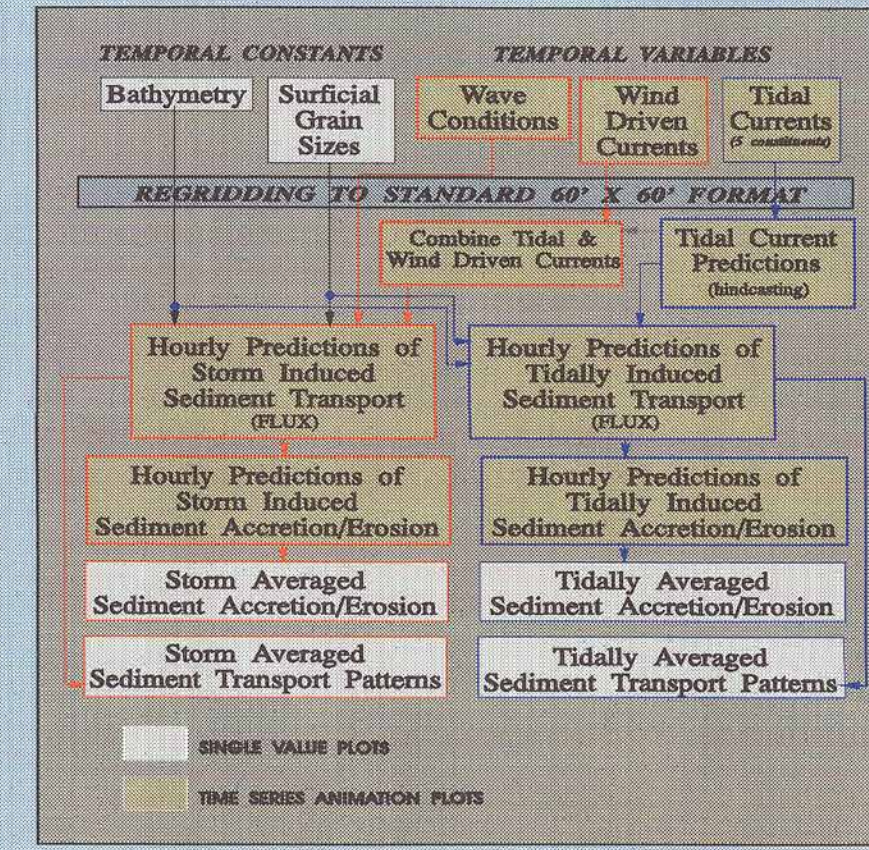 TEMPORAL CONSTANTS
TEMPORAL VARIABLES
Bathymetry
Surficial
Grain
Sizes
Wave
Conditions
Wind
Driven
Currents
Tidal
Currents
(5 constituents)
REGRIDDING TO STANDARD 60' X 60' FORMAT
Combine Tidal &
Wind Driven Currents
Tidal Current
Predictions
(hindcasting)
Hourly Predictions of
Storm Induced
Sediment Transport
(FLUX)
Hourly Predictions of
Tidally Induced
Sediment Transport
(FLUX)
Hourly Predictions of
Storm Induced
Sediment Accretion/Erosion
Hourly Predictions of
Tidally Induced
Sediment Accretion/Erosion
Storm Averaged
Sediment Accretion/Erosion
Tidally Averaged
Sediment Accretion/Erosion
Storm Averaged
Sediment Transport Patterns
Tidally Averaged
Sediment Transport Patterns
SINGLE VALUE PLOTS
TIME SERIES ANIMATION PLOTS